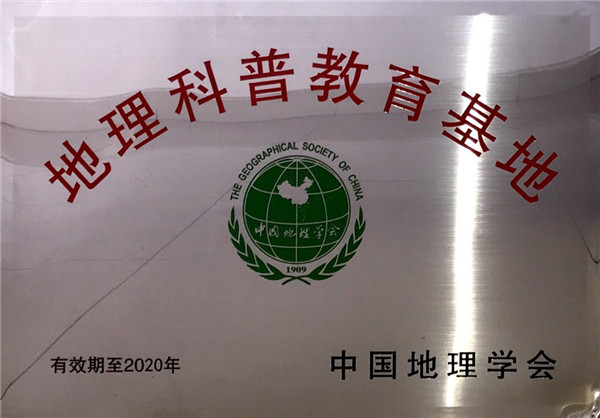 地理科普教育基地
THE GEOGRAPHICAL SOCIETY OF CHINA
中国地理学会
1909
有效期至2020年
中国地理学会